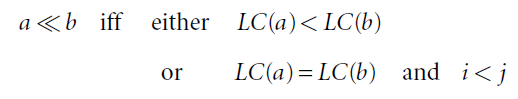 a ≪ b iff either LC(a) < LC(b)
or LC(a) = LC(b) and i < j